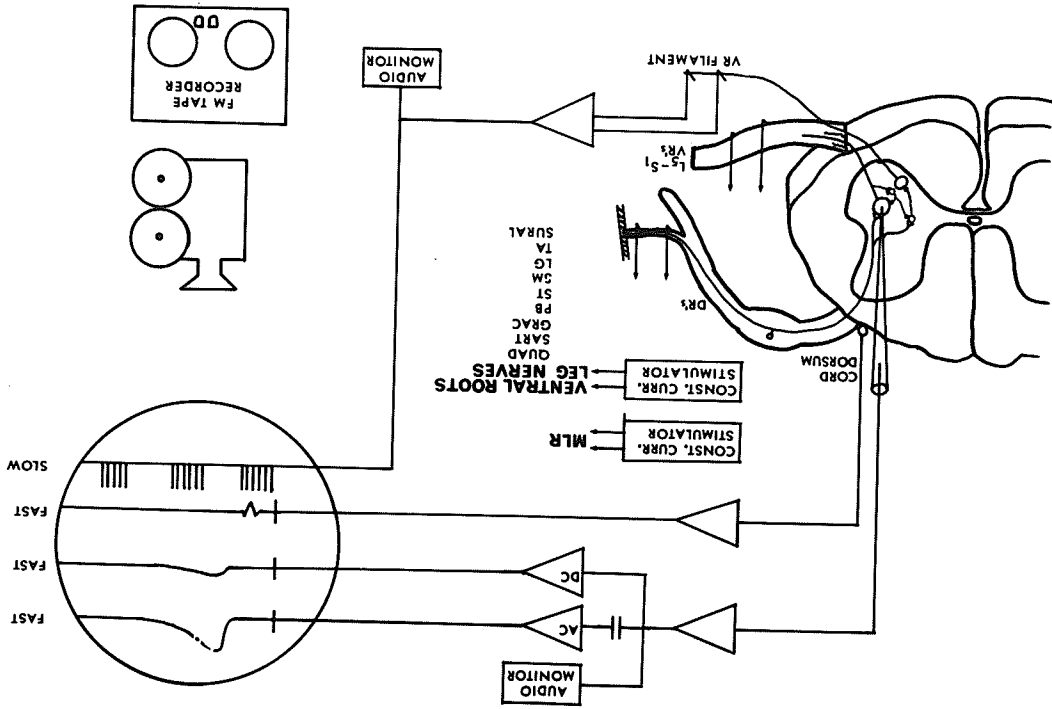 AUDIO
MONITOR
AC
FAST
DC
FAST
FAST
SLOW
CONST. CURR.
STIMULATOR
MLR
CONST. CURR.
STIMULATOR
VENTRAL ROOTS
LEG NERVES
CORD
DORSUM
QUAD
SART
GRAC
PB
ST
SM
LG
TA
SURAL
DR's
L5-S1
VR's
VR FILAMENT
AUDIO
MONITOR
FM TAPE
RECORDER